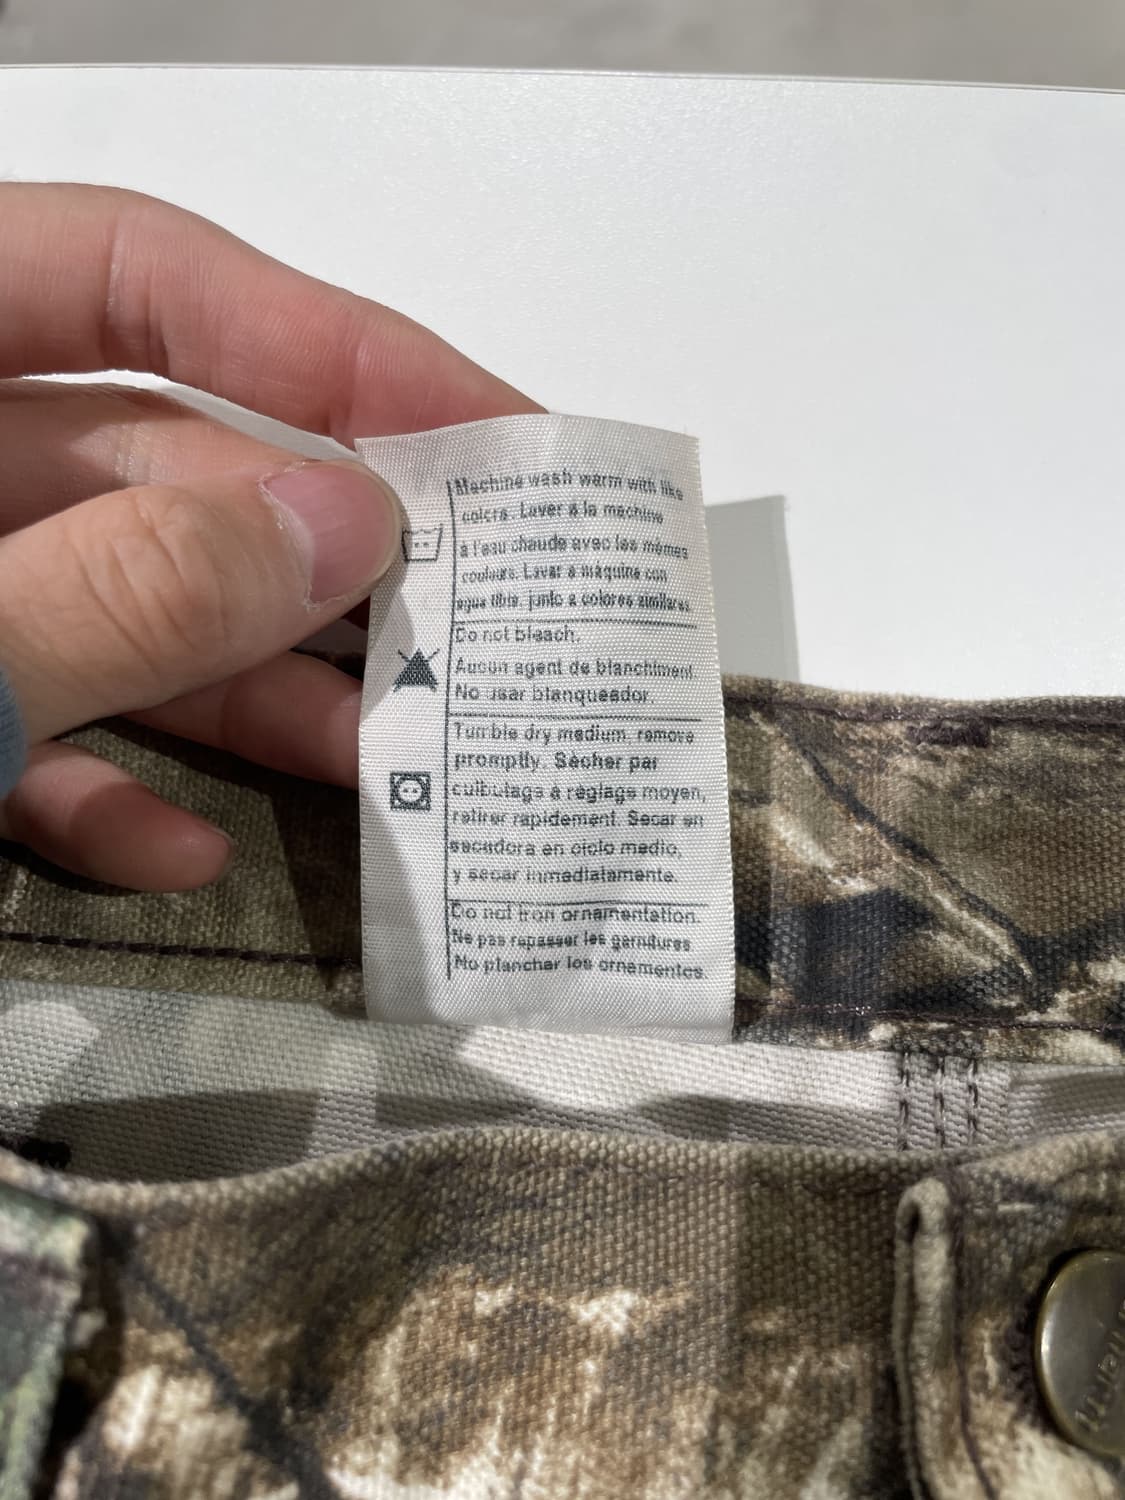 Machine wash warm with like
colors. Laver à la machine
à l'eau chaude avec les mêmes
couleurs. Lavar a maquina con
agua tibia, junto a colores similares.
Do not bleach.
Aucun agent de blanchiment.
No usar blanqueador.
Tumble dry medium, remove
promptly. Sécher par
culbutage à réglage moyen,
retirer rapidement. Secar en
secadora en ciclo medio,
y secar inmediatamente.
Do not iron ornamentation.
Ne pas repasser les garnitures
No planchar los ornamentos.